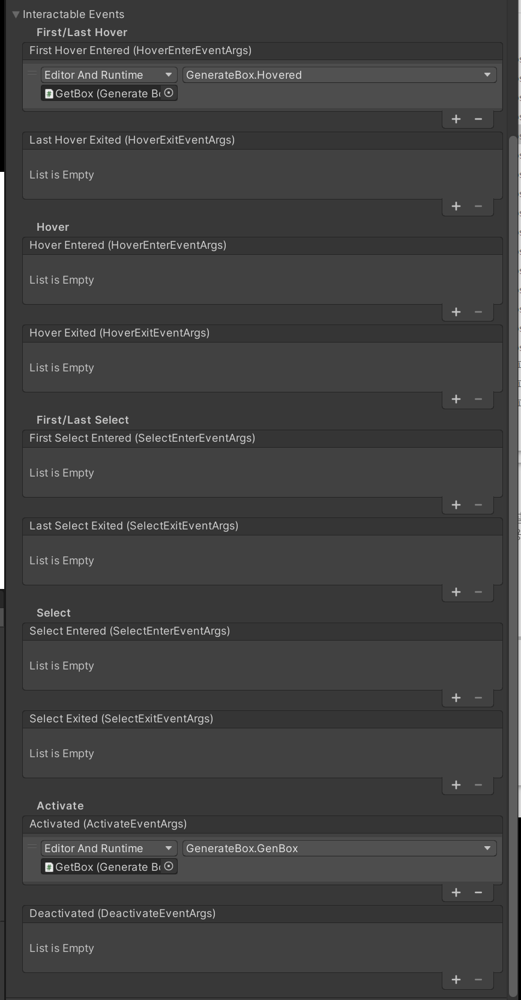 Interactable Events
First/Last Hover
First Hover Entered (HoverEnterEventArgs)
Editor And Runtime GenerateBox.Hovered
GetBox (Generate Bo
Last Hover Exited (HoverExitEventArgs)
List is Empty
Hover
Hover Entered (HoverEnterEventArgs)
List is Empty
Hover Exited (HoverExitEventArgs)
List is Empty
First/Last Select
First Select Entered (SelectEnterEventArgs)
List is Empty
Last Select Exited (SelectExitEventArgs)
List is Empty
Select
Select Entered (SelectEnterEventArgs)
List is Empty
Select Exited (SelectExitEventArgs)
List is Empty
Activate
Activated (ActivateEventArgs)
Editor And Runtime GenerateBox.GenBox
GetBox (Generate Bo
Deactivated (DeactivateEventArgs)
List is Empty